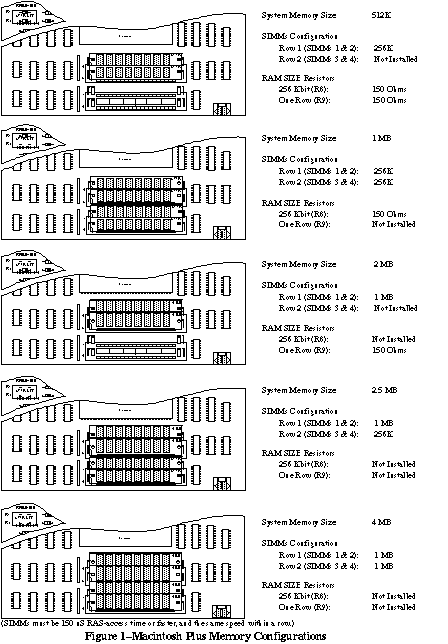 System Memory Size 512K
SIMMs Configuration
Row 1 (SIMMs 1 & 2): 256K
Row 2 (SIMMs 3 & 4): Not Installed
RAM SIZE Resistors
256 Kbit (R8): 150 Ohms
One Row (R9): 150 Ohms
System Memory Size 1 MB
SIMMs Configuration
Row 1 (SIMMs 1 & 2): 256K
Row 2 (SIMMs 3 & 4): 256K
RAM SIZE Resistors
256 Kbit (R8): 150 Ohms
One Row (R9): Not Installed
System Memory Size 2 MB
SIMMs Configuration
Row 1 (SIMMs 1 & 2): 1 MB
Row 2 (SIMMs 3 & 4): Not Installed
RAM SIZE Resistors
256 Kbit (R8): Not Installed
One Row (R9): 150 Ohms
System Memory Size 2.5 MB
SIMMs Configuration
Row 1 (SIMMs 1 & 2): 1 MB
Row 2 (SIMMs 3 & 4): 256K
RAM SIZE Resistors
256 Kbit (R8): Not Installed
One Row (R9): Not Installed
System Memory Size 4 MB
SIMMs Configuration
Row 1 (SIMMs 1 & 2): 1 MB
Row 2 (SIMMs 3 & 4): 1 MB
RAM SIZE Resistors
256 Kbit (R8): Not Installed
One Row (R9): Not Installed
(SIMMs must be 150 nS RAS-access time or faster, and the same speed within a row.)
Figure 1–Macintosh Plus Memory Configurations